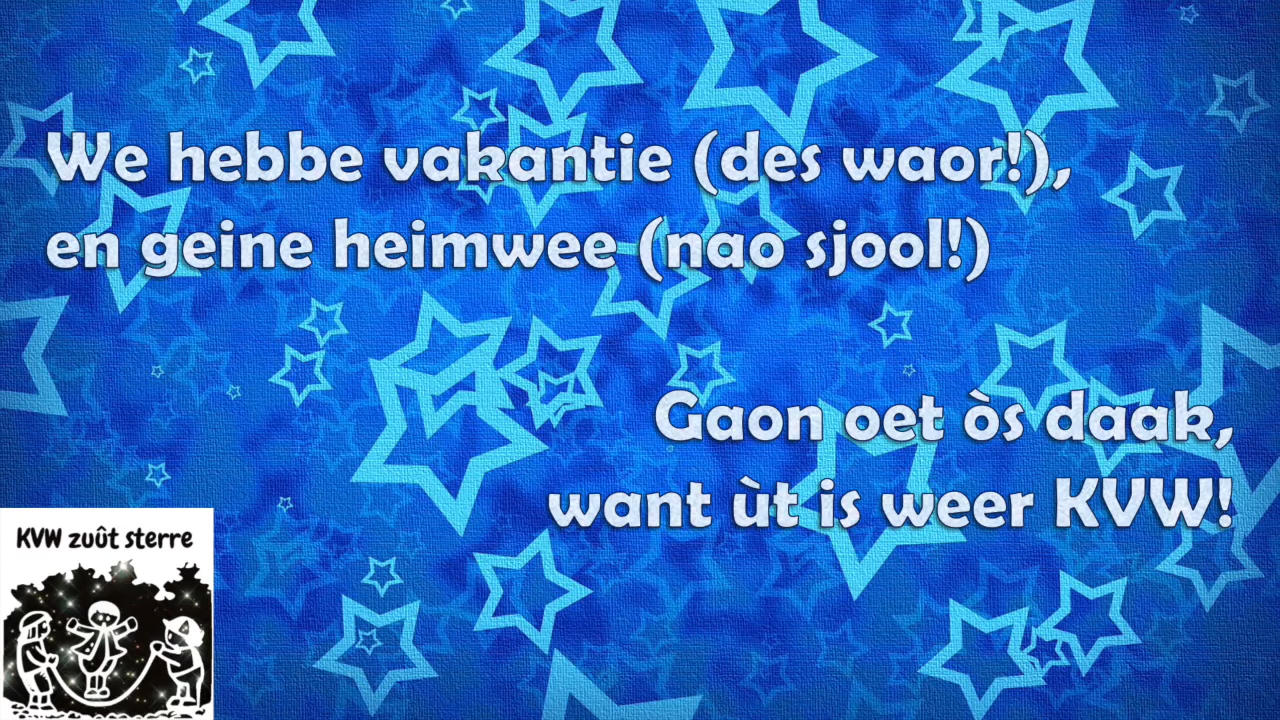 We hebbe vakantie (des waor!),
en geine heimwee (nao sjool!)
Gaon oet òs daak,
want ùt is weer KVW!
KVW zuût sterre